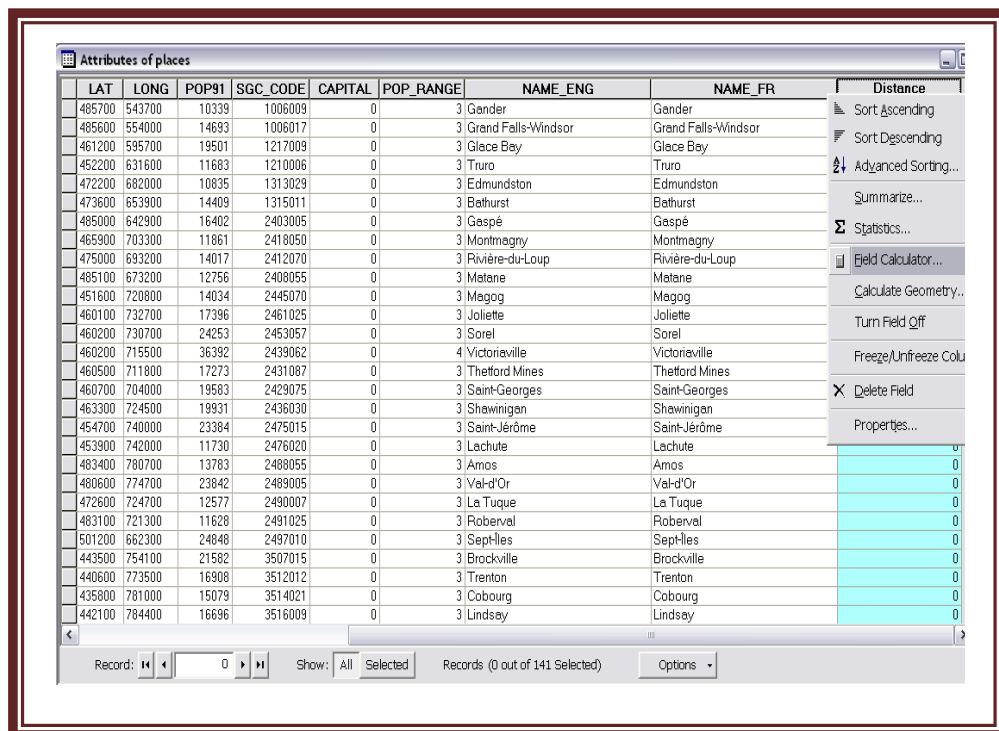 Attributes of places
LAT LONG POP91 SGC_CODE CAPITAL POP_RANGE NAME_ENG NAME_FR Distance
485700 543700 10339 1006009 0 3 Gander Gander
485600 554000 14693 1006017 0 3 Grand Falls-Windsor Grand Falls-Windsor
461200 595700 19501 1217009 0 3 Glace Bay Glace Bay
452200 631600 11683 1210006 0 3 Truro Truro
472200 682000 10835 1313029 0 3 Edmundston Edmundston
473600 653900 14409 1315011 0 3 Bathurst Bathurst
485000 642900 16402 2403005 0 3 Gaspé Gaspé
465900 703300 11861 2418050 0 3 Montmagny Montmagny
475000 693200 14017 2412070 0 3 Rivière-du-Loup Rivière-du-Loup
485100 673200 12756 2408055 0 3 Matane Matane
451600 720800 14034 2445070 0 3 Magog Magog
460100 732700 17396 2461025 0 3 Joliette Joliette
460200 730700 24253 2453057 0 3 Sorel Sorel
460200 715500 36392 2439062 0 4 Victoriaville Victoriaville
460500 711800 17273 2431087 0 3 Thetford Mines Thetford Mines
460700 704000 19583 2429075 0 3 Saint-Georges Saint-Georges
463300 724500 19931 2436030 0 3 Shawinigan Shawinigan
454700 740000 23384 2475015 0 3 Saint-Jérôme Saint-Jérôme
453900 742000 11730 2476020 0 3 Lachute Lachute 0
483400 780700 13783 2488055 0 3 Amos Amos 0
480600 774700 23842 2489005 0 3 Val-d'Or Val-d'Or 0
472600 724700 12577 2490007 0 3 La Tuque La Tuque 0
483100 721300 11628 2491025 0 3 Roberval Roberval 0
501200 662300 24848 2497010 0 3 Sept-Îles Sept-Îles 0
443500 754100 21582 3507015 0 3 Brockville Brockville 0
440600 773500 16908 3512012 0 3 Trenton Trenton 0
435800 781000 15079 3514021 0 3 Cobourg Cobourg 0
442100 784400 16696 3516009 0 3 Lindsay Lindsay 0
Sort Ascending
Sort Descending
Advanced Sorting...
Summarize...
Σ Statistics...
Field Calculator...
Calculate Geometry..
Turn Field Off
Freeze/Unfreeze Colu
Delete Field
Properties...
Record: 0 Show: All Selected Records (0 out of 141 Selected) Options